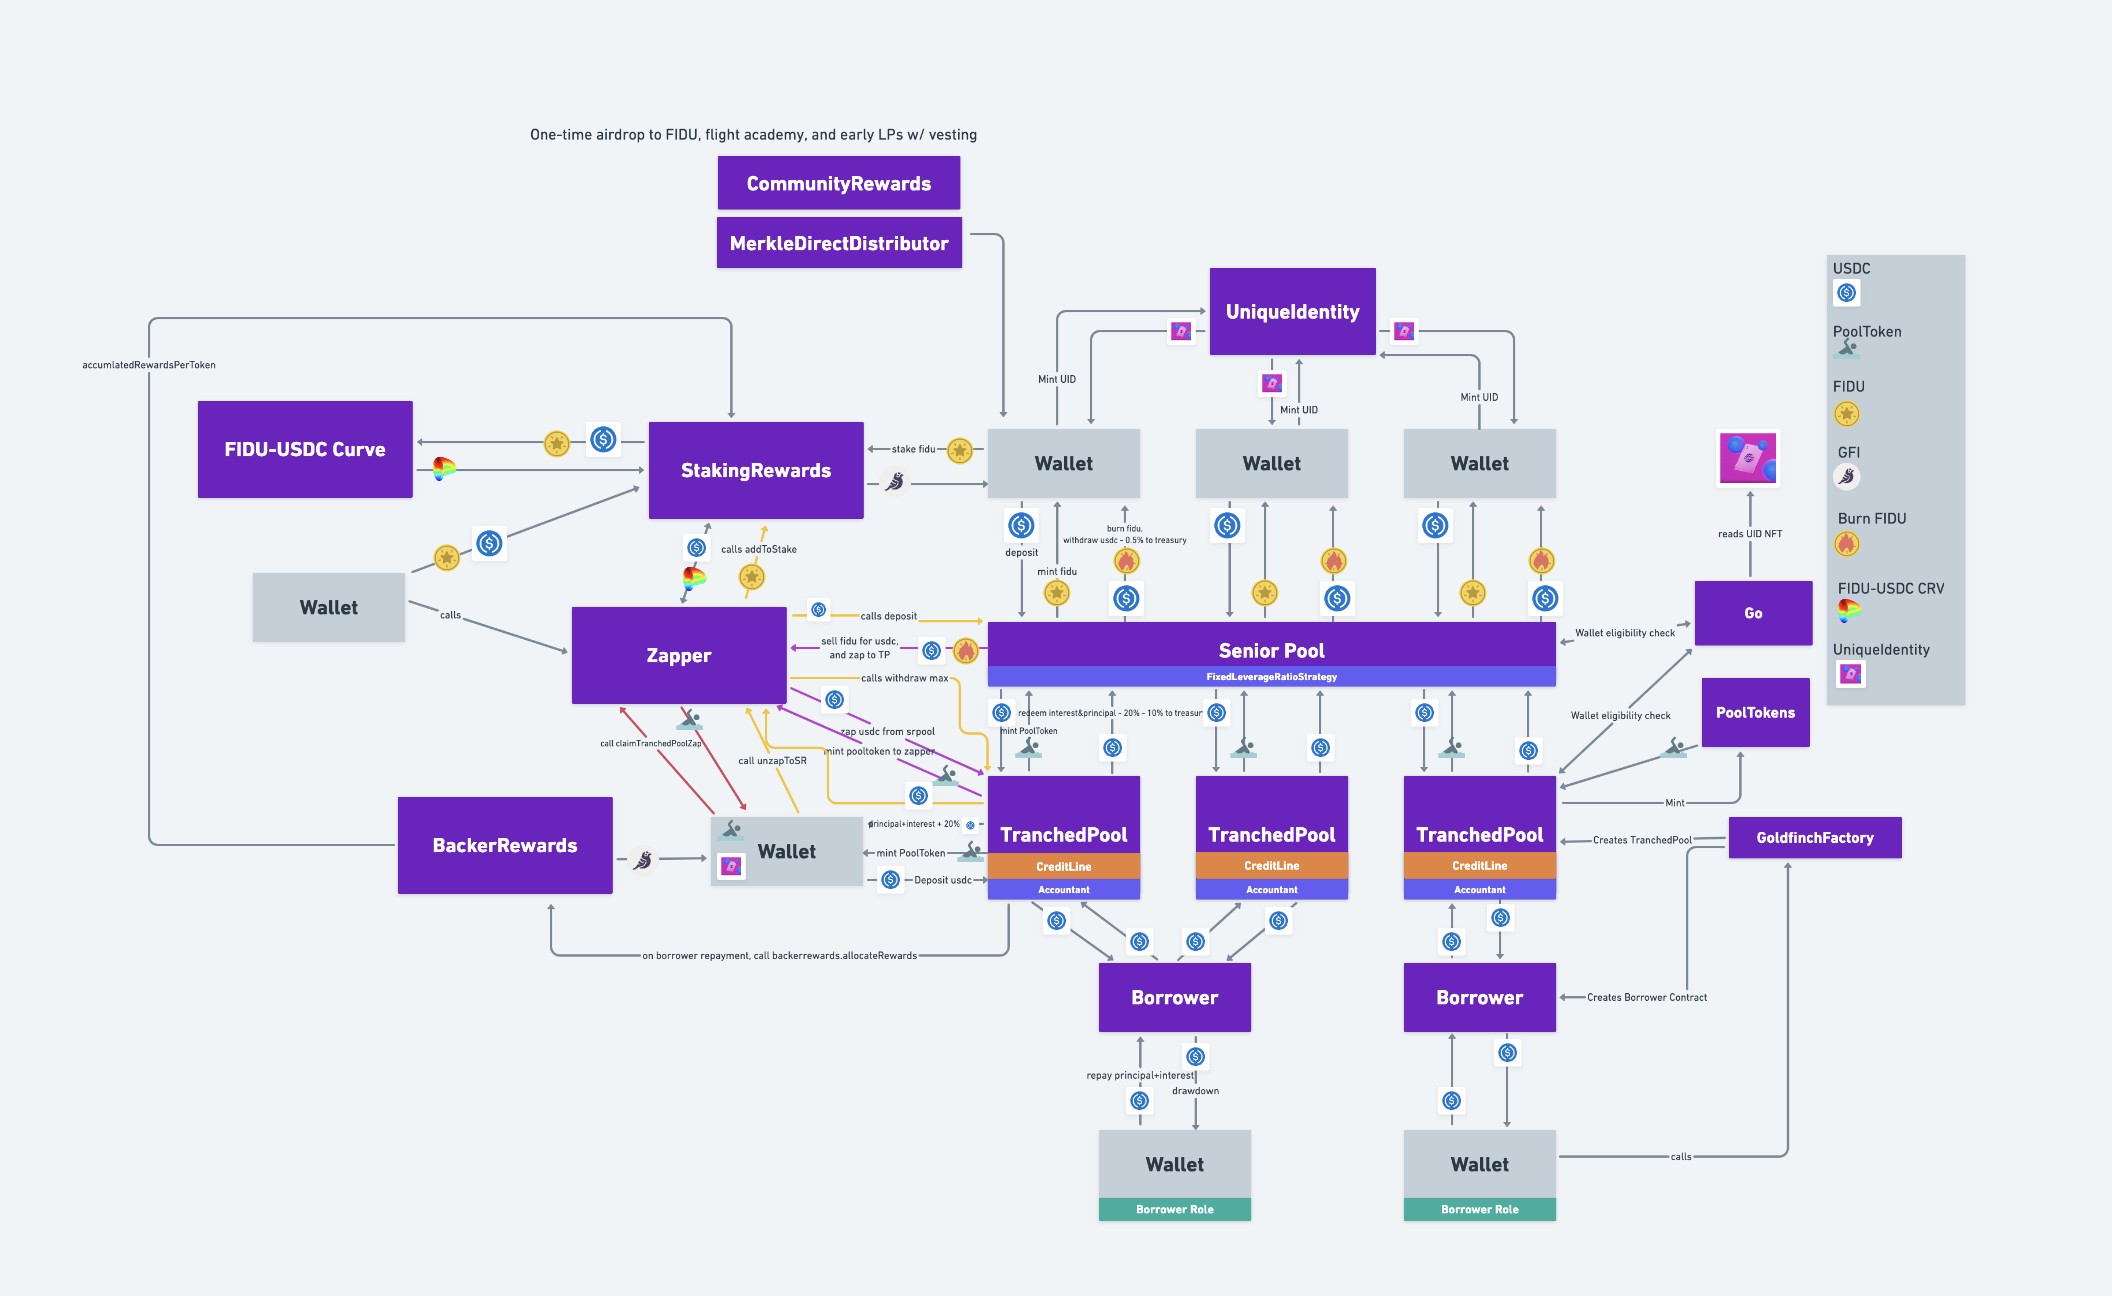 One-time airdrop to FIDU, flight academy, and early LPs w/ vesting
CommunityRewards
MerkleDirectDistributor
UniqueIdentity
USDC
PoolToken
FIDU
GFI
Burn FIDU
FIDU-USDC CRV
UniqueIdentity
accumlatedRewardsPerToken
Mint UID
Mint UID
Mint UID
FIDU-USDC Curve
StakingRewards
stake fidu
Wallet
Wallet
Wallet
reads UID NFT
burn fidu,
withdraw usdc - 0.5% to treasury
deposit
mint fidu
calls addToStake
Wallet
calls
Zapper
calls deposit
sell fidu for usdc,
and zap to TP
calls withdraw max
Senior Pool
FixedLeverageRatioStrategy
Wallet eligibility check
Go
Wallet eligibility check
PoolTokens
redeem interest&principal - 20% - 10% to treasur
mint PoolToken
zap usdc from srpool
mint pooltoken to zapper
call claimTranchedPoolZap
call unzapToSR
BackerRewards
Wallet
principal+interest + 20%
mint PoolToken
Deposit usdc
TranchedPool
CreditLine
Accountant
TranchedPool
CreditLine
Accountant
TranchedPool
CreditLine
Accountant
Mint
Creates TranchedPool
GoldfinchFactory
on borrower repayment, call backerrewards.allocateRewards
Borrower
Borrower
Creates Borrower Contract
repay principal+interest
drawdown
Wallet
Borrower Role
Wallet
Borrower Role
calls